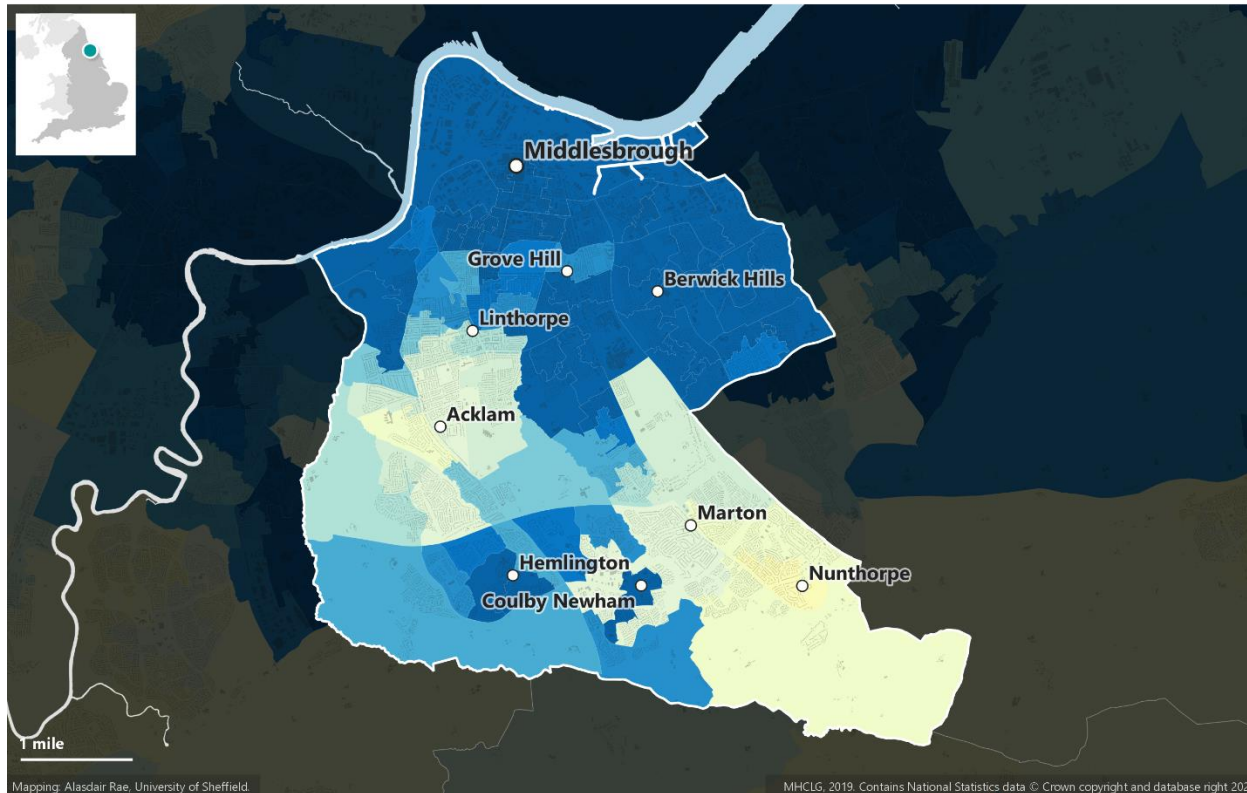 Middlesbrough
Grove Hill
Berwick Hills
Linthorpe
Acklam
Marton
Hemlington
Nunthorpe
Coulby Newham
1 mile
Mapping: Alasdair Rae, University of Sheffield.
MHCLG, 2019. Contains National Statistics data © Crown copyright and database right 202